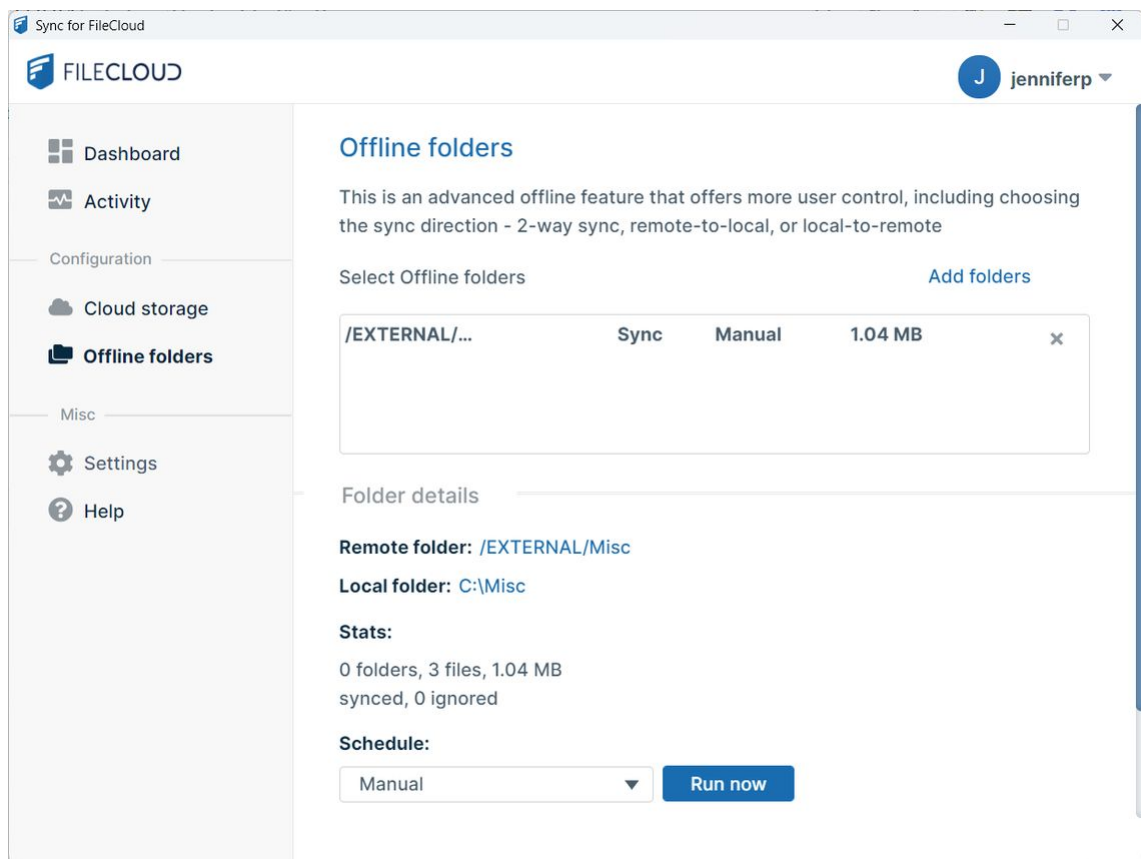 Sync for FileCloud
FILECLOUD
J jenniferp
Dashboard
Activity
Configuration
Cloud storage
Offline folders
Misc
Settings
Help
Offline folders
This is an advanced offline feature that offers more user control, including choosing
the sync direction - 2-way sync, remote-to-local, or local-to-remote
Select Offline folders Add folders
/EXTERNAL/... Sync Manual 1.04 MB
Folder details
Remote folder: /EXTERNAL/Misc
Local folder: C:\Misc
Stats:
0 folders, 3 files, 1.04 MB
synced, 0 ignored
Schedule:
Manual Run now